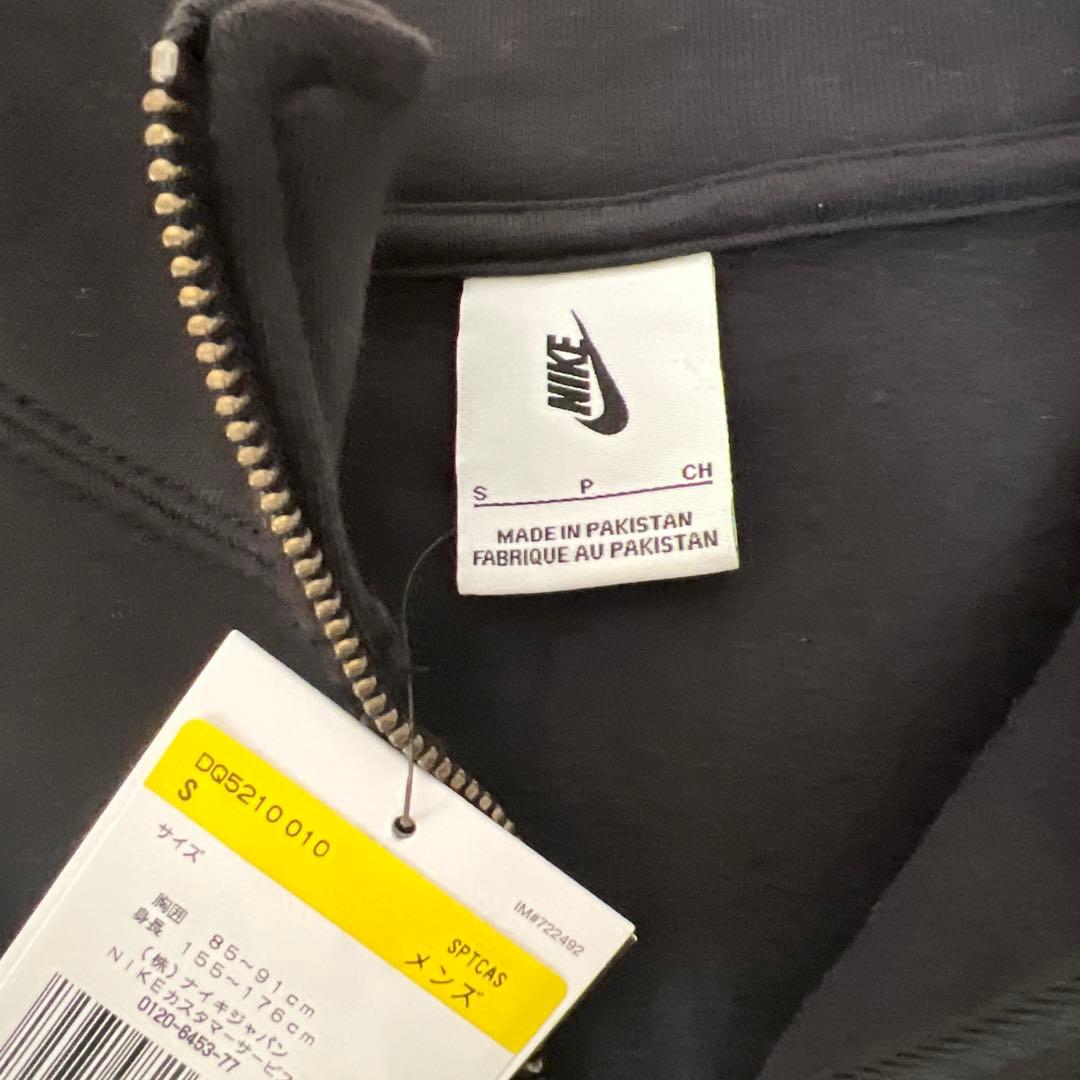 NIKE
S P CH
MADE IN PAKISTAN
FABRIQUE AU PAKISTAN
DQ5210 010
S
SPTCAS
メンズ
IM#722492
サイズ
胸囲 85~91cm
身長 155~176cm
(株)ナイキジャパン
NIKEカスタマーサービス
0120-6453-77